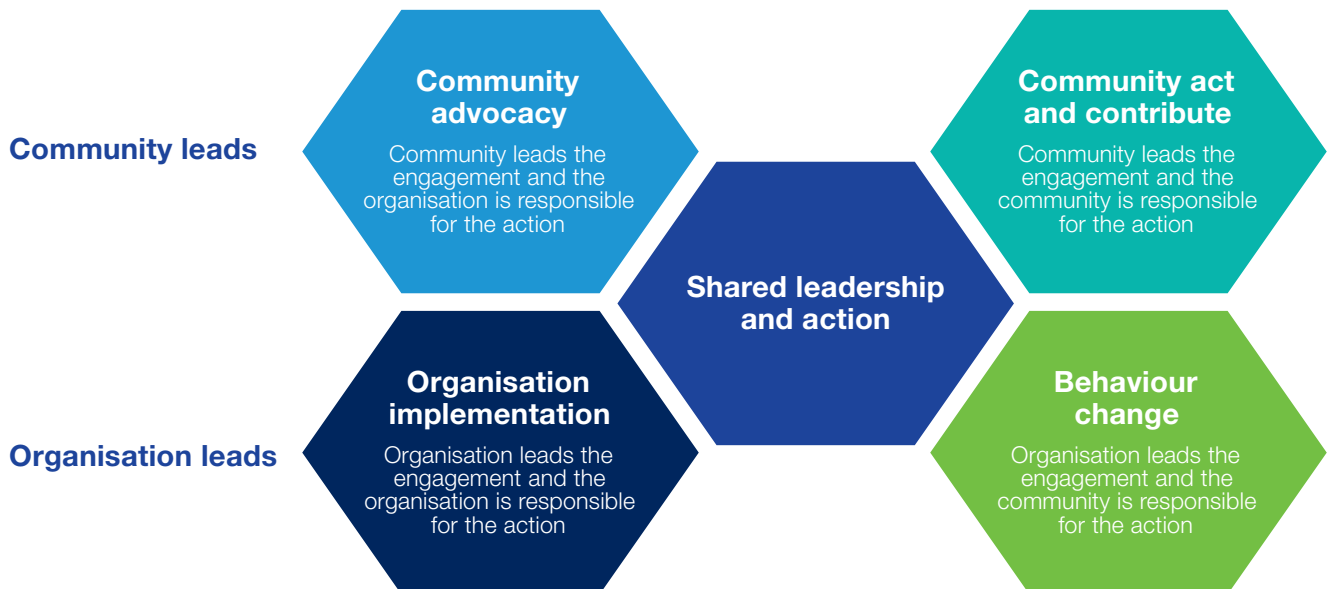 Community leads
Community
advocacy
Community leads the
engagement and the
organisation is responsible
for the action
Community act
and contribute
Community leads the
engagement and the
community is responsible
for the action
Shared leadership
and action
Organisation leads
Organisation
implementation
Organisation leads the
engagement and the
organisation is responsible
for the action
Behaviour
change
Organisation leads the
engagement and the
community is responsible
for the action